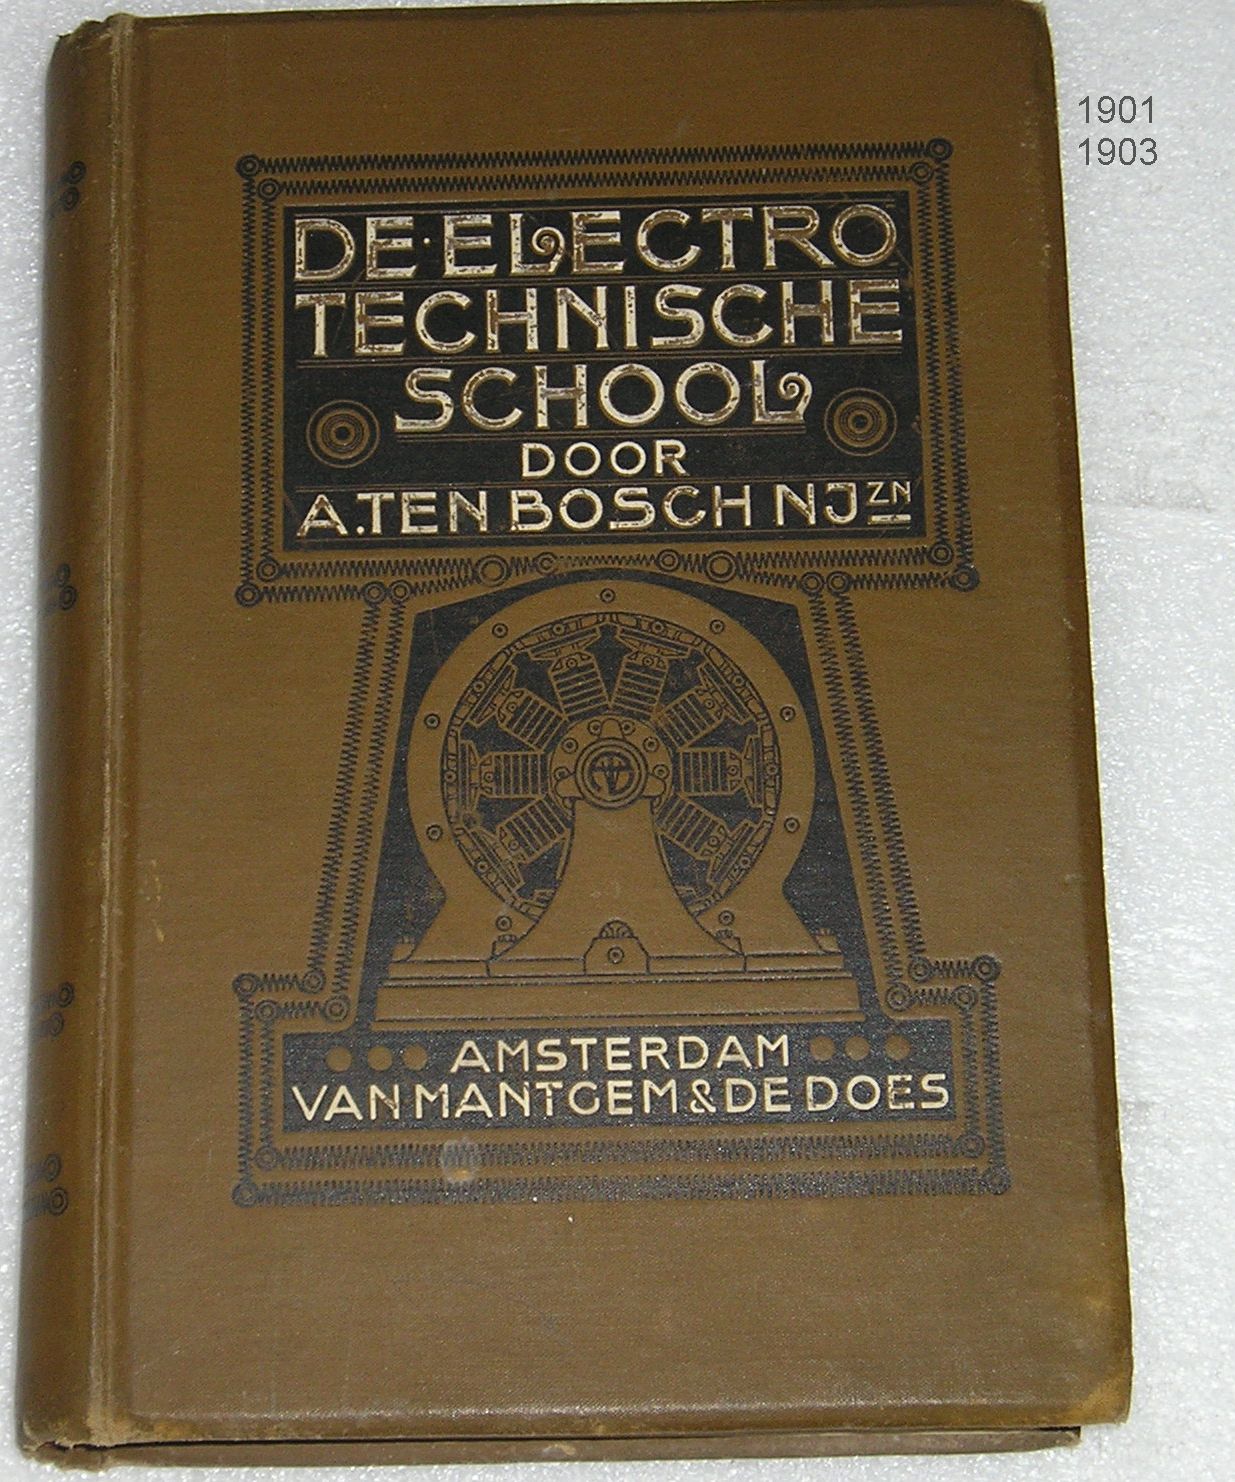 1901
1903
DE·ELECTRO
TECHNISCHE
SCHOOL
DOOR
A.TEN BOSCH NJZN
AMSTERDAM
VAN MANTGEM & DE DOES